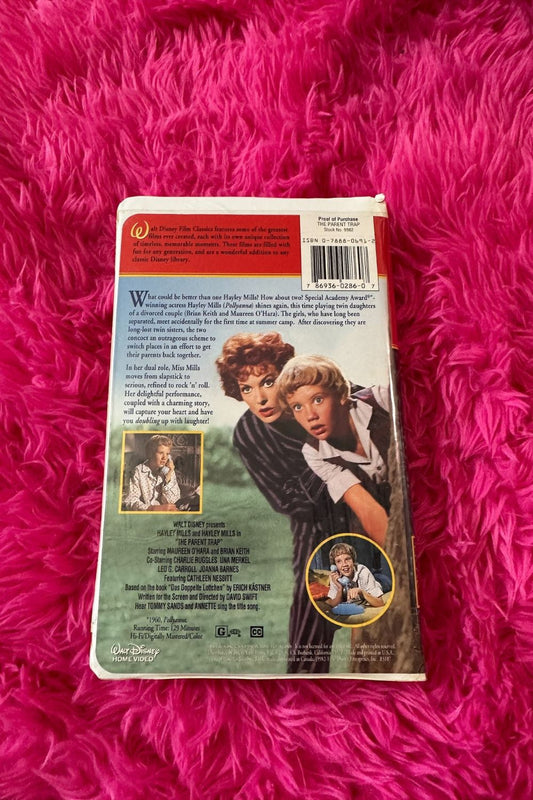 Walt Disney Film Classics features some of the greatest
films ever created, each with its own unique collection
of timeless, memorable moments. These films are filled with
fun for any generation, and are a wonderful addition to any
classic Disney library.
Proof of Purchase
THE PARENT TRAP
Stock No. 9983
ISBN 0-7888-0691-2
7 86936-0286-0 7
What could be better than one Hayley Mills? How about two! Special Academy Award®*-
winning actress Hayley Mills (Pollyanna) shines again, this time playing twin daughters
of a divorced couple (Brian Keith and Maureen O'Hara). The girls, who have long been
separated, meet accidentally for the first time at summer camp. After discovering they are
long-lost twin sisters, the two
concoct an outrageous scheme to
switch places in an effort to get
their parents back together.
In her dual role, Miss Mills
moves from slapstick to
serious, refined to rock 'n' roll.
Her delightful performance,
coupled with a charming story,
will capture your heart and have
you doubling up with laughter!
WALT DISNEY presents
HAYLEY MILLS and HAYLEY MILLS in
"THE PARENT TRAP"
Starring MAUREEN O'HARA and BRIAN KEITH
Co-Starring CHARLIE RUGGLES UNA MERKEL
LEO G. CARROLL JOANNA BARNES
Featuring CATHLEEN NESBITT
Based on the book "Das Doppelte Lottchen" by ERICH KÄSTNER
Written for the Screen and Directed by DAVID SWIFT
Hear TOMMY SANDS and ANNETTE sing the title song.
*1960, Pollyanna.
Running Time: 129 Minutes
Hi-Fi/Digitally Mastered/Color
G
CC
WALT DISNEY
HOME VIDEO